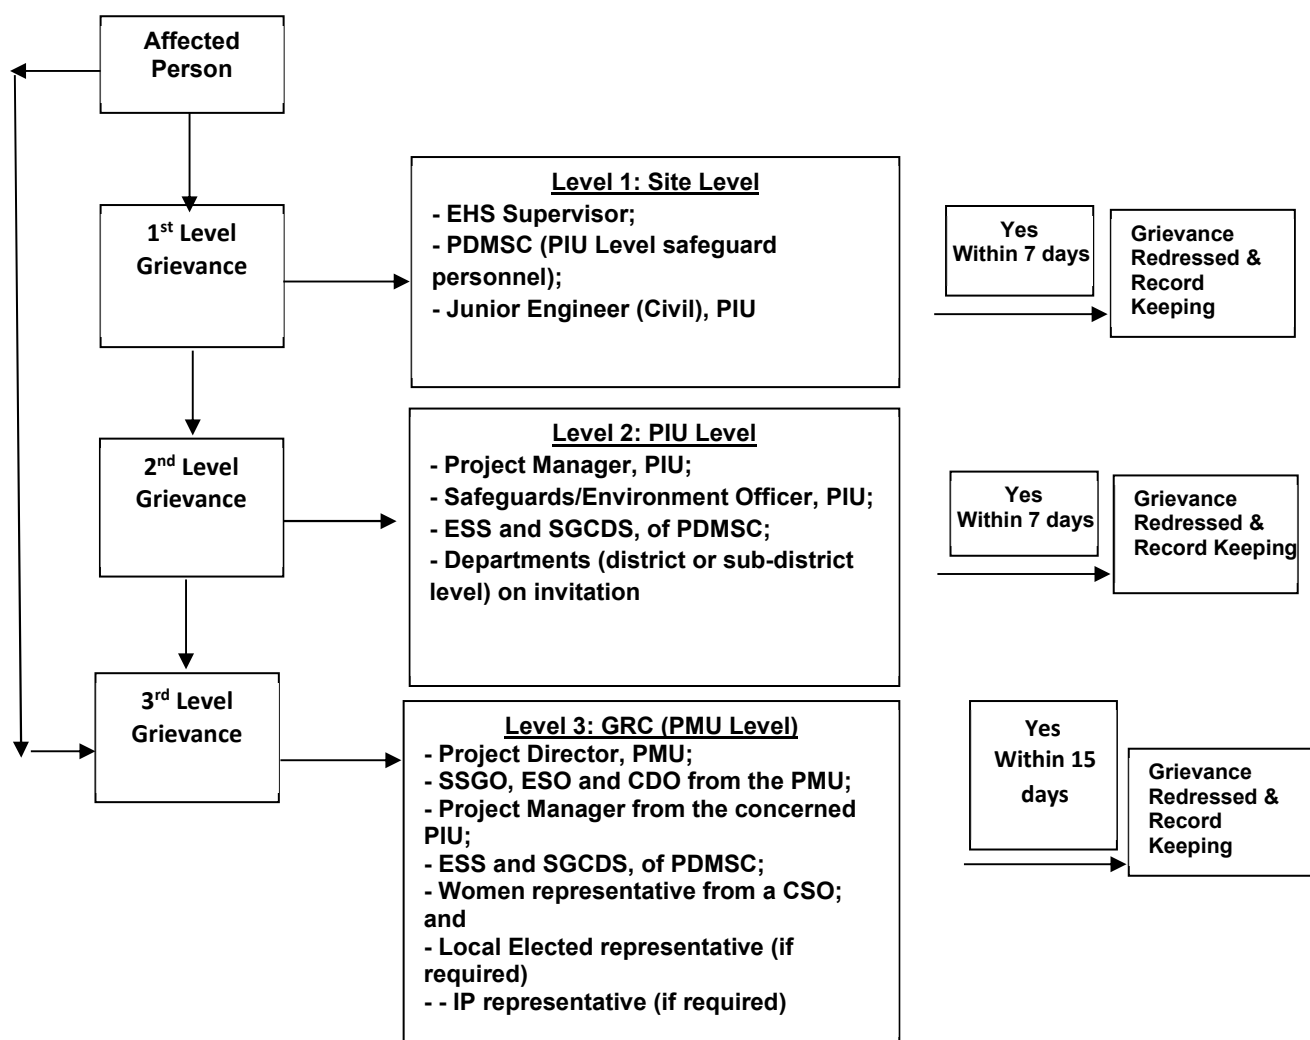 Affected
Person
1st Level
Grievance
Level 1: Site Level
- EHS Supervisor;
- PDMSC (PIU Level safeguard
personnel);
- Junior Engineer (Civil), PIU
Yes
Within 7 days
Grievance
Redressed &
Record
Keeping
2nd Level
Grievance
Level 2: PIU Level
- Project Manager, PIU;
- Safeguards/Environment Officer, PIU;
- ESS and SGCDS, of PDMSC;
- Departments (district or sub-district
level) on invitation
Yes
Within 7 days
Grievance
Redressed &
Record Keeping
3rd Level
Grievance
Level 3: GRC (PMU Level)
- Project Director, PMU;
- SSGO, ESO and CDO from the PMU;
- Project Manager from the concerned
PIU;
- ESS and SGCDS, of PDMSC;
- Women representative from a CSO;
and
- Local Elected representative (if
required)
- - IP representative (if required)
Yes
Within 15
days
Grievance
Redressed &
Record
Keeping